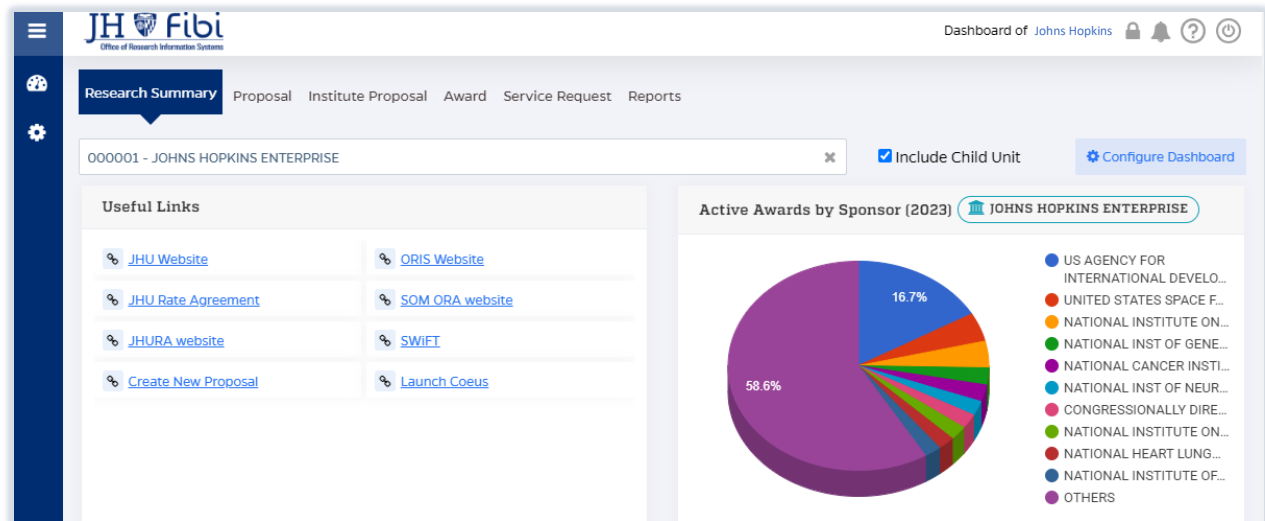 JH Fibi
Office of Research Information Systems
Dashboard of Johns Hopkins
Research Summary Proposal Institute Proposal Award Service Request Reports
000001 - JOHNS HOPKINS ENTERPRISE
Include Child Unit
Configure Dashboard
Useful Links
JHU Website
ORIS Website
JHU Rate Agreement
SOM ORA website
JHURA website
SWiFT
Create New Proposal
Launch Coeus
Active Awards by Sponsor (2023) JOHNS HOPKINS ENTERPRISE
16.7%
58.6%
US AGENCY FOR
INTERNATIONAL DEVELO...
UNITED STATES SPACE F...
NATIONAL INSTITUTE ON...
NATIONAL INST OF GENE...
NATIONAL CANCER INSTI...
NATIONAL INST OF NEUR...
CONGRESSIONALLY DIRE...
NATIONAL INSTITUTE ON...
NATIONAL HEART LUNG...
NATIONAL INSTITUTE OF...
OTHERS